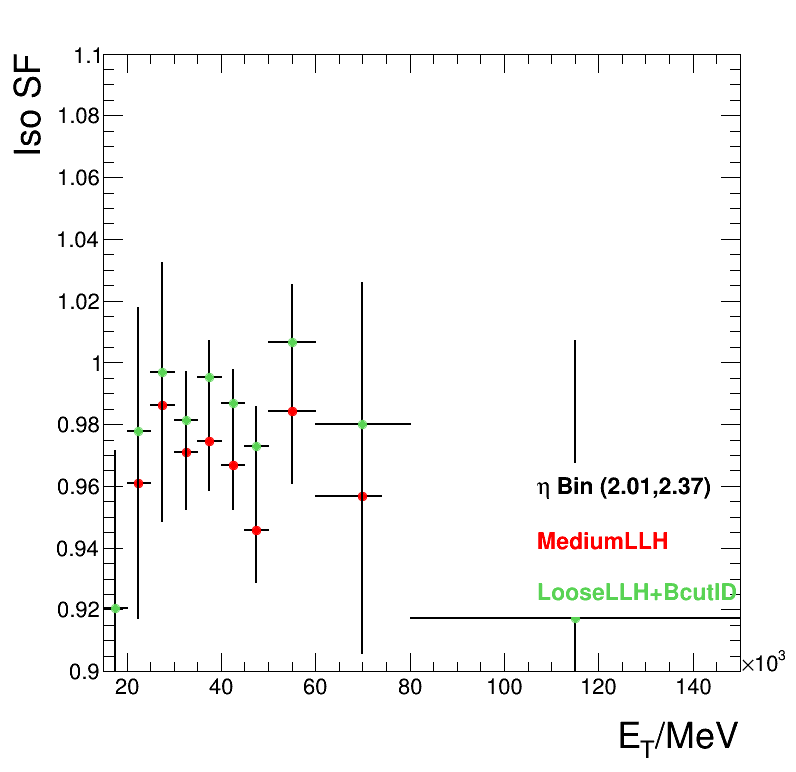 Iso SF
1.1
1.08
1.06
1.04
1.02
1
0.98
0.96
0.94
0.92
0.9
η Bin (2.01,2.37)
MediumLLH
LooseLLH+BcutID
20 40 60 80 100 120 140
×10³
E_T/MeV